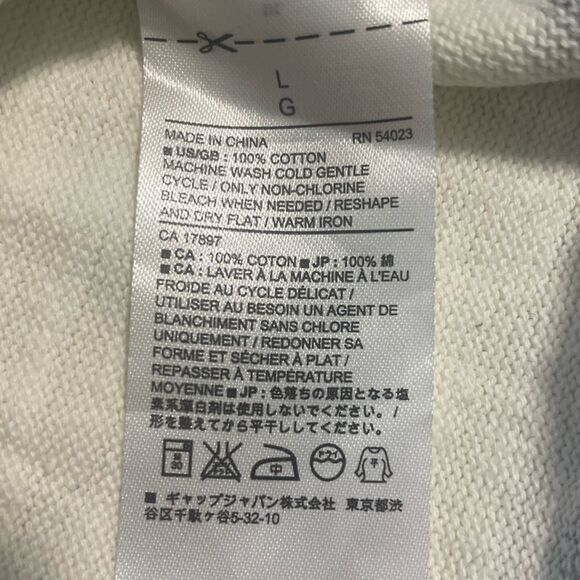 L
G
MADE IN CHINA RN 54023
■ US/GB : 100% COTTON
MACHINE WASH COLD GENTLE
CYCLE / ONLY NON-CHLORINE
BLEACH WHEN NEEDED / RESHAPE
AND DRY FLAT / WARM IRON
CA 17897
■ CA : 100% COTON ■ JP : 100% 綿
■ CA : LAVER À LA MACHINE À L'EAU
FROIDE AU CYCLE DÉLICAT /
UTILISER AU BESOIN UN AGENT DE
BLANCHIMENT SANS CHLORE
UNIQUEMENT / REDONNER SA
FORME ET SÉCHER À PLAT /
REPASSER À TEMPÉRATURE
MOYENNE ■ JP : 色落ちの原因となる塩
素系漂白剤は使用しないでください。/
形を整えてから平干ししてください。
30 中 ドライ 平
■ ギャップジャパン株式会社 東京都渋
谷区千駄ヶ谷5-32-10